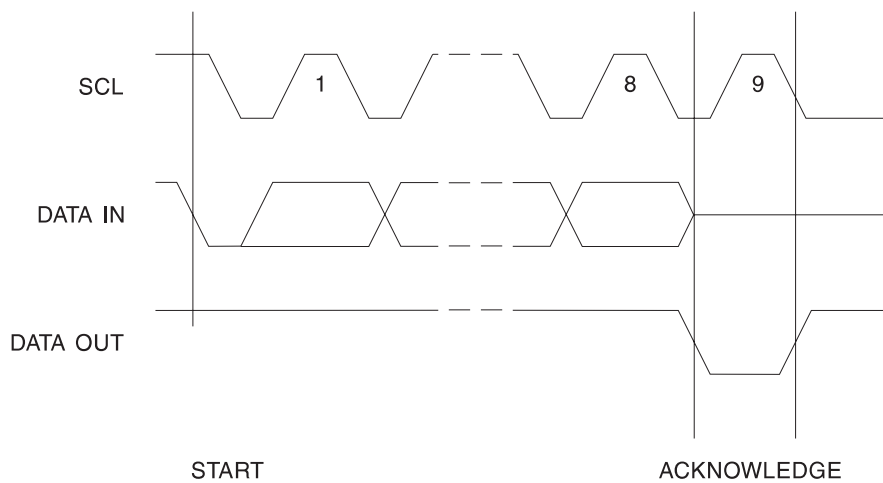 SCL
1
8
9
DATA IN
DATA OUT
START
ACKNOWLEDGE